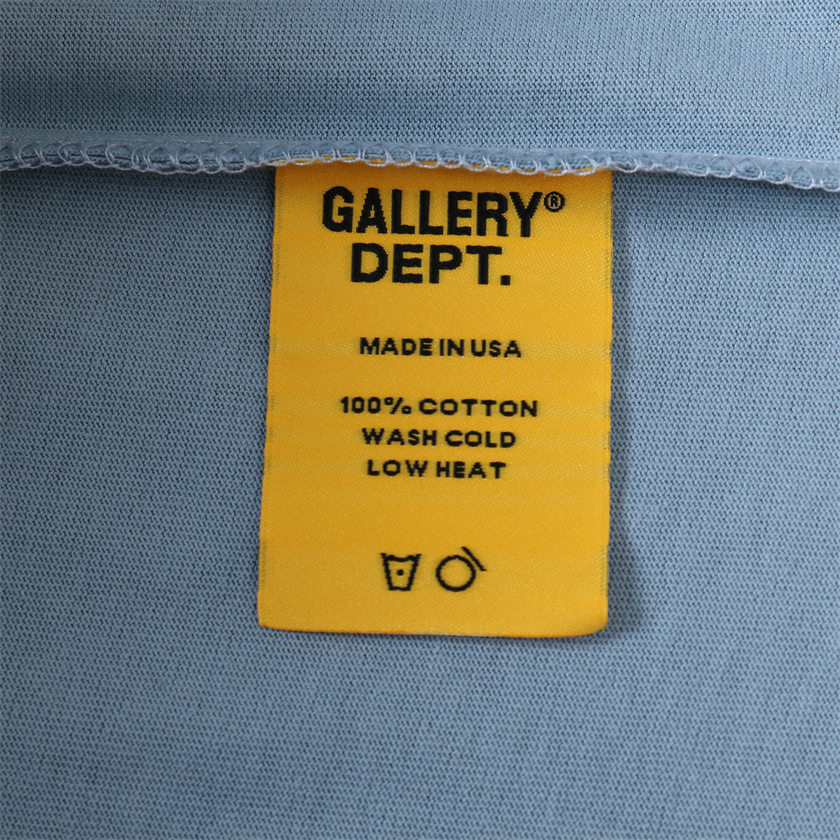 GALLERY®
DEPT.
MADE IN USA
100% COTTON
WASH COLD
LOW HEAT